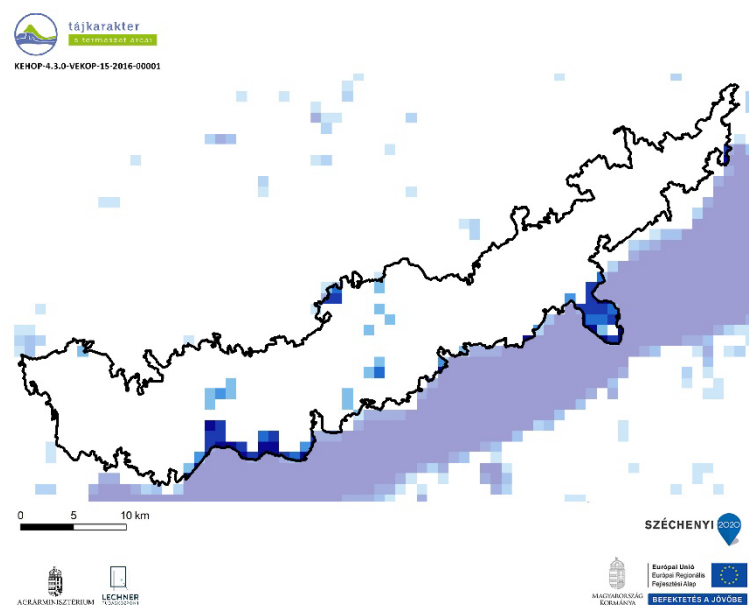 tájkarakter
a természet arcai
KEHOP-4.3.0-VEKOP-15-2016-00001
0 5 10 km
SZÉCHENYI 2020
AGRÁRMINISZTÉRIUM
LECHNER
TUDÁSKÖZPONT
MAGYARORSZÁG
KORMÁNYA
Európai Unió
Európai Regionális
Fejlesztési Alap
BEFEKTETÉS A JÖVŐBE